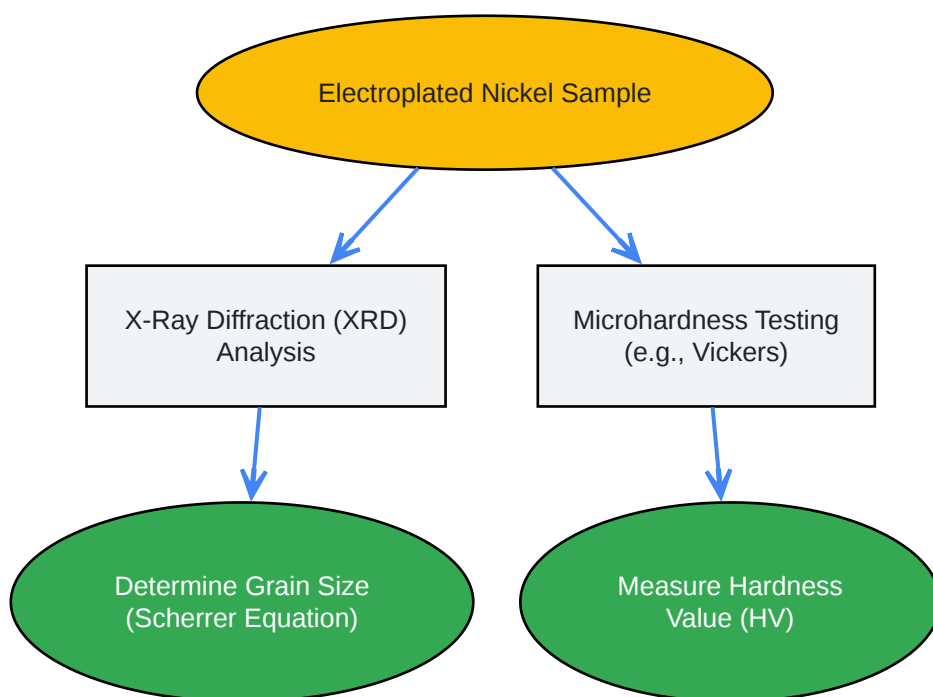 Electroplated Nickel Sample
X-Ray Diffraction (XRD)
Analysis
Microhardness Testing
(e.g., Vickers)
Determine Grain Size
(Scherrer Equation)
Measure Hardness
Value (HV)